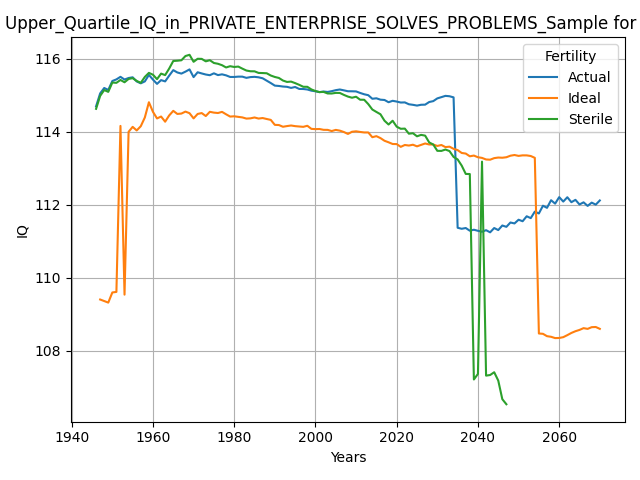 Upper_Quartile_IQ_in_PRIVATE_ENTERPRISE_SOLVES_PROBLEMS_Sample for
Fertility
Actual
Ideal
Sterile
116
114
112
110
108
IQ
1940 1960 1980 2000 2020 2040 2060
Years